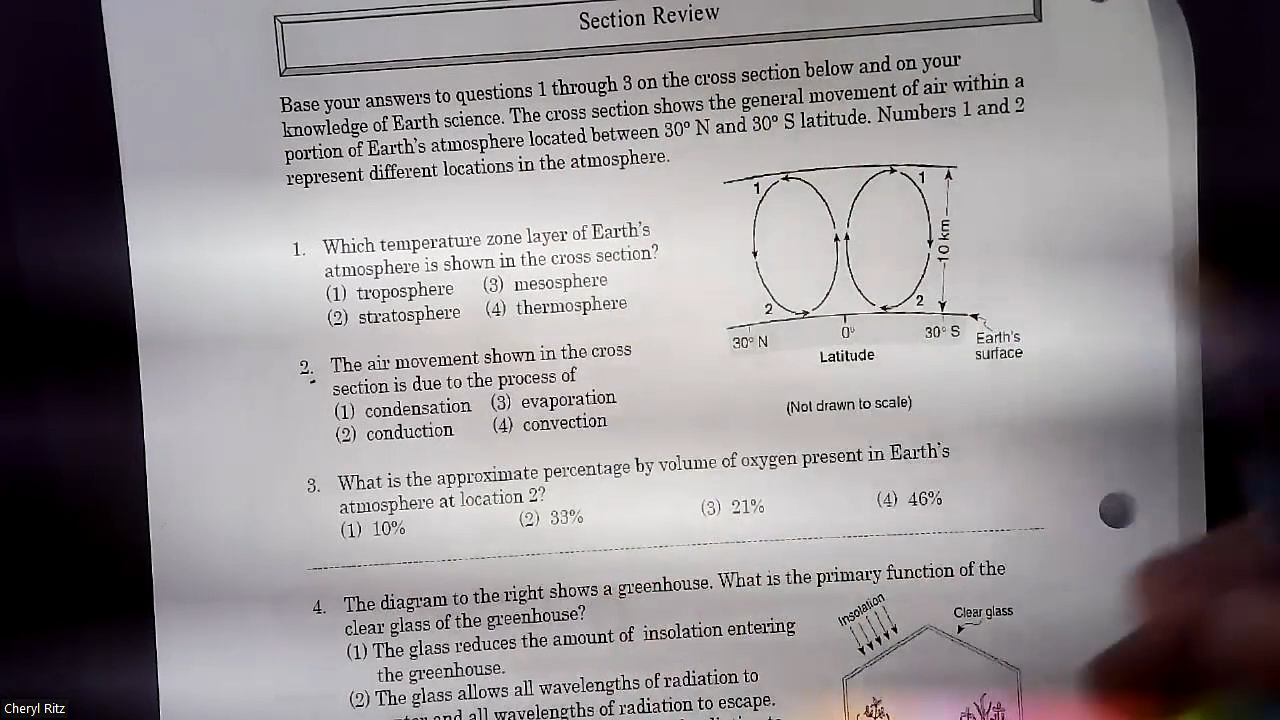 Section Review
Base your answers to questions 1 through 3 on the cross section below and on your
knowledge of Earth science. The cross section shows the general movement of air within a
portion of Earth's atmosphere located between 30° N and 30° S latitude. Numbers 1 and 2
represent different locations in the atmosphere.
1. Which temperature zone layer of Earth's
atmosphere is shown in the cross section?
(1) troposphere (3) mesosphere
(2) stratosphere (4) thermosphere
1 1
10 km
2 2
30° N 0° 30° S Earth's
Latitude surface
(Not drawn to scale)
2. The air movement shown in the cross
section is due to the process of
(1) condensation (3) evaporation
(2) conduction (4) convection
3. What is the approximate percentage by volume of oxygen present in Earth's
atmosphere at location 2?
(1) 10% (2) 33% (3) 21% (4) 46%
4. The diagram to the right shows a greenhouse. What is the primary function of the
clear glass of the greenhouse?
(1) The glass reduces the amount of insolation entering
the greenhouse.
(2) The glass allows all wavelengths of radiation to
and all wavelengths of radiation to escape.
Insolation
Clear glass
Cheryl Ritz